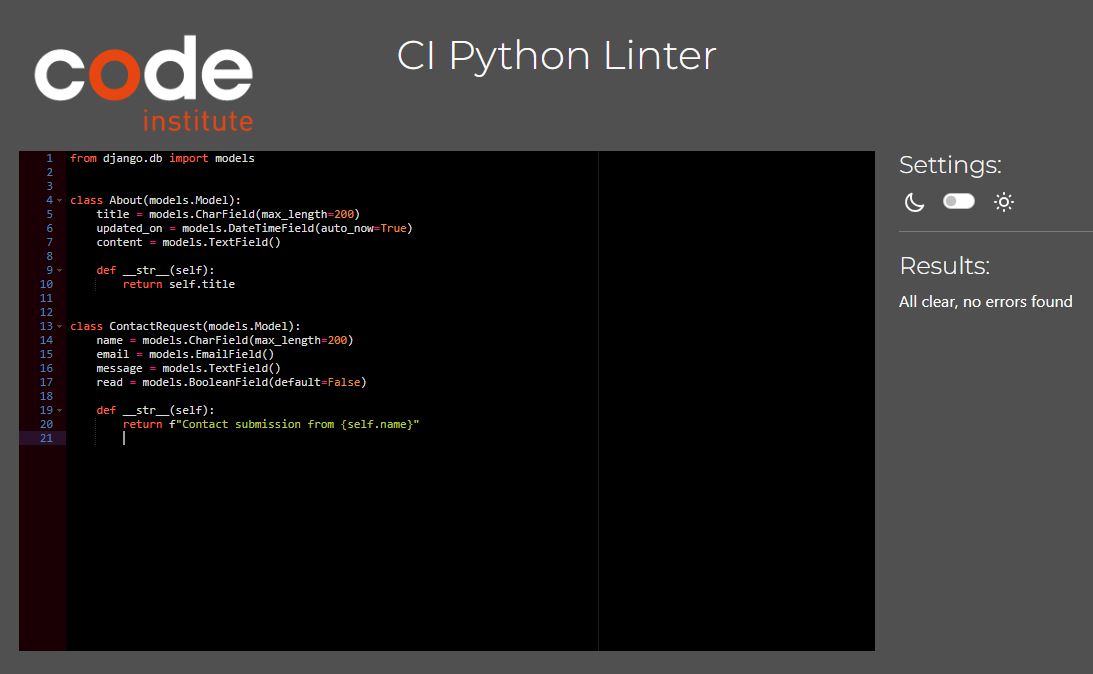 code
institute
CI Python Linter
1 from django.db import models
2
3
4 class About(models.Model):
5     title = models.CharField(max_length=200)
6     updated_on = models.DateTimeField(auto_now=True)
7     content = models.TextField()
8
9     def __str__(self):
10         return self.title
11
12
13 class ContactRequest(models.Model):
14     name = models.CharField(max_length=200)
15     email = models.EmailField()
16     message = models.TextField()
17     read = models.BooleanField(default=False)
18
19     def __str__(self):
20         return f"Contact submission from {self.name}"
21
Settings:
Results:
All clear, no errors found